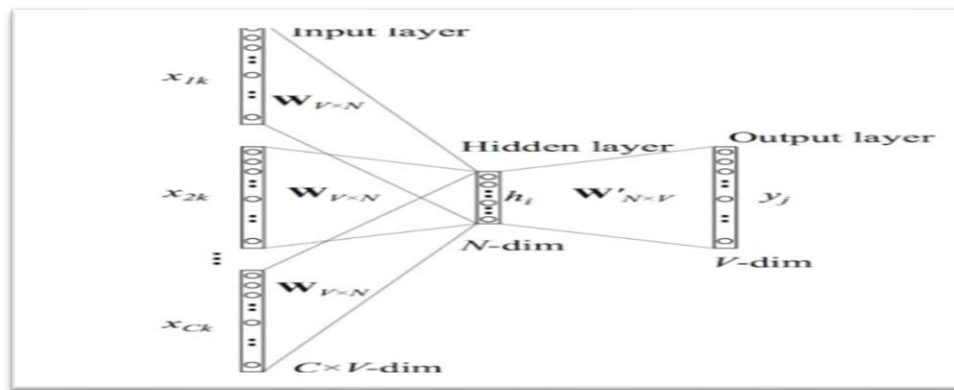 Input layer
x1k
WV×N
Hidden layer
Output layer
x2k
WV×N
hi
W'N×V
yj
N-dim
V-dim
WV×N
xCk
C×V-dim